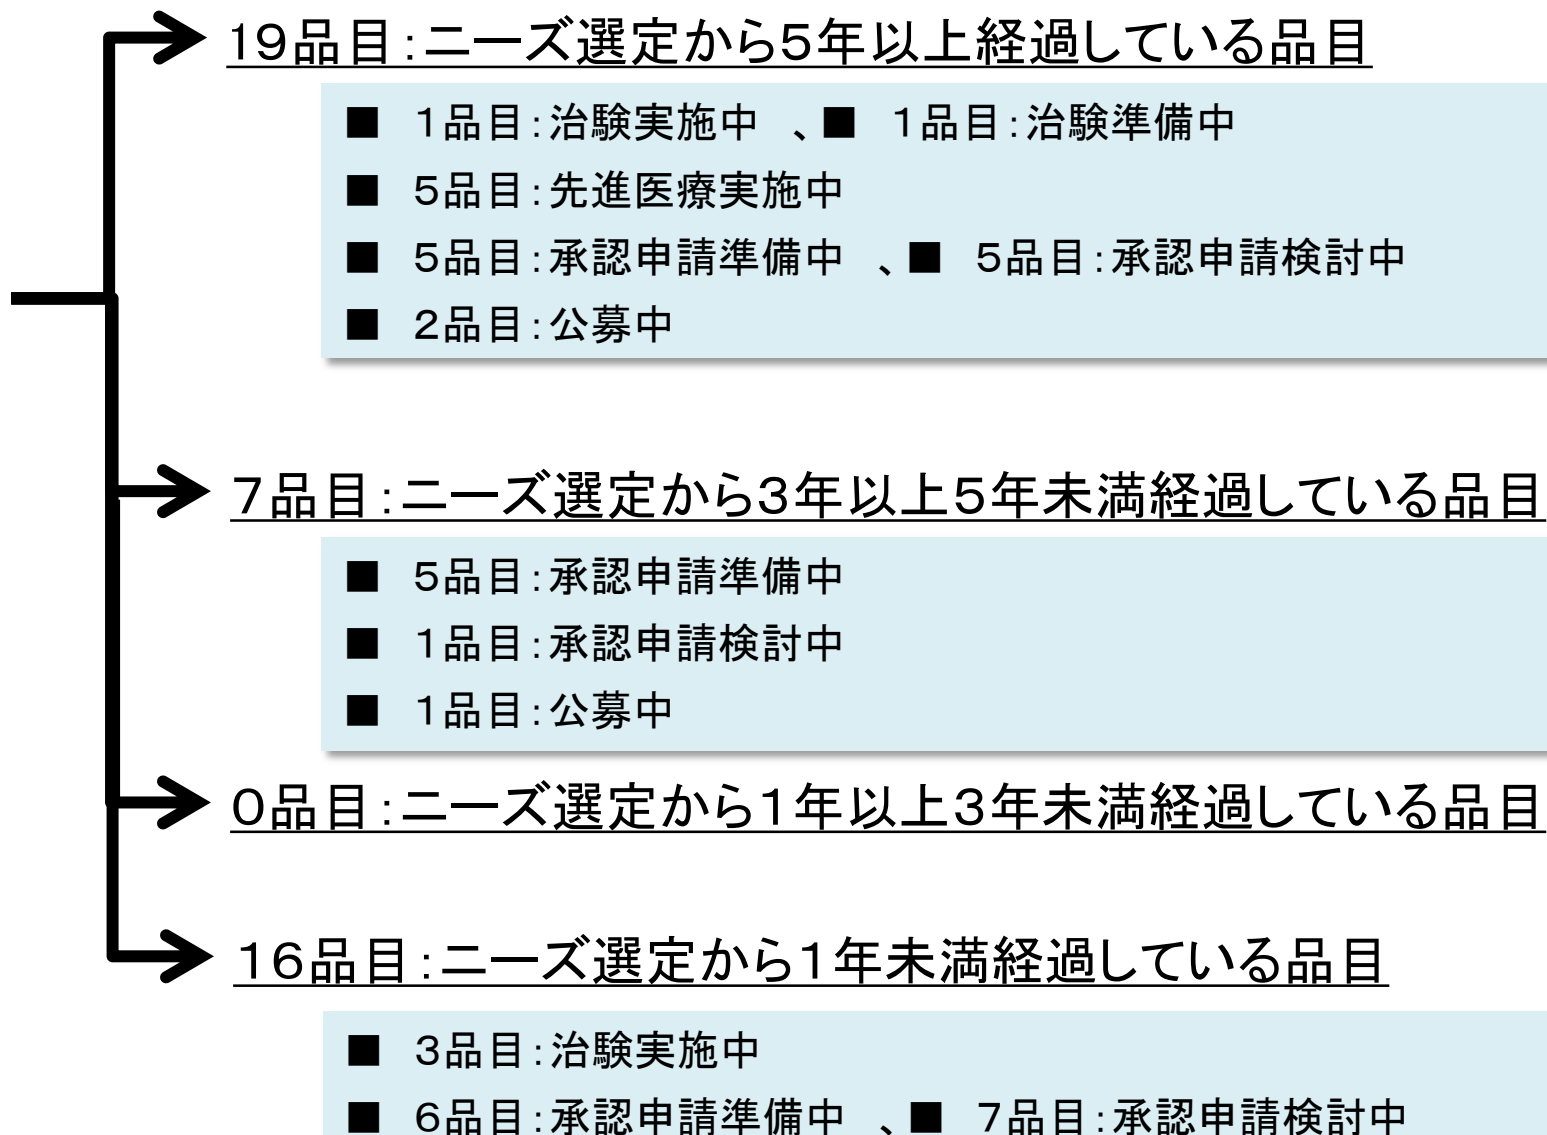 19品目：ニーズ選定から5年以上経過している品目
■ 1品目：治験実施中 、■ 1品目：治験準備中
■ 5品目：先進医療実施中
■ 5品目：承認申請準備中 、■ 5品目：承認申請検討中
■ 2品目：公募中
7品目：ニーズ選定から3年以上5年未満経過している品目
■ 5品目：承認申請準備中
■ 1品目：承認申請検討中
■ 1品目：公募中
0品目：ニーズ選定から1年以上3年未満経過している品目
16品目：ニーズ選定から1年未満経過している品目
■ 3品目：治験実施中
■ 6品目：承認申請準備中 、■ 7品目：承認申請検討中